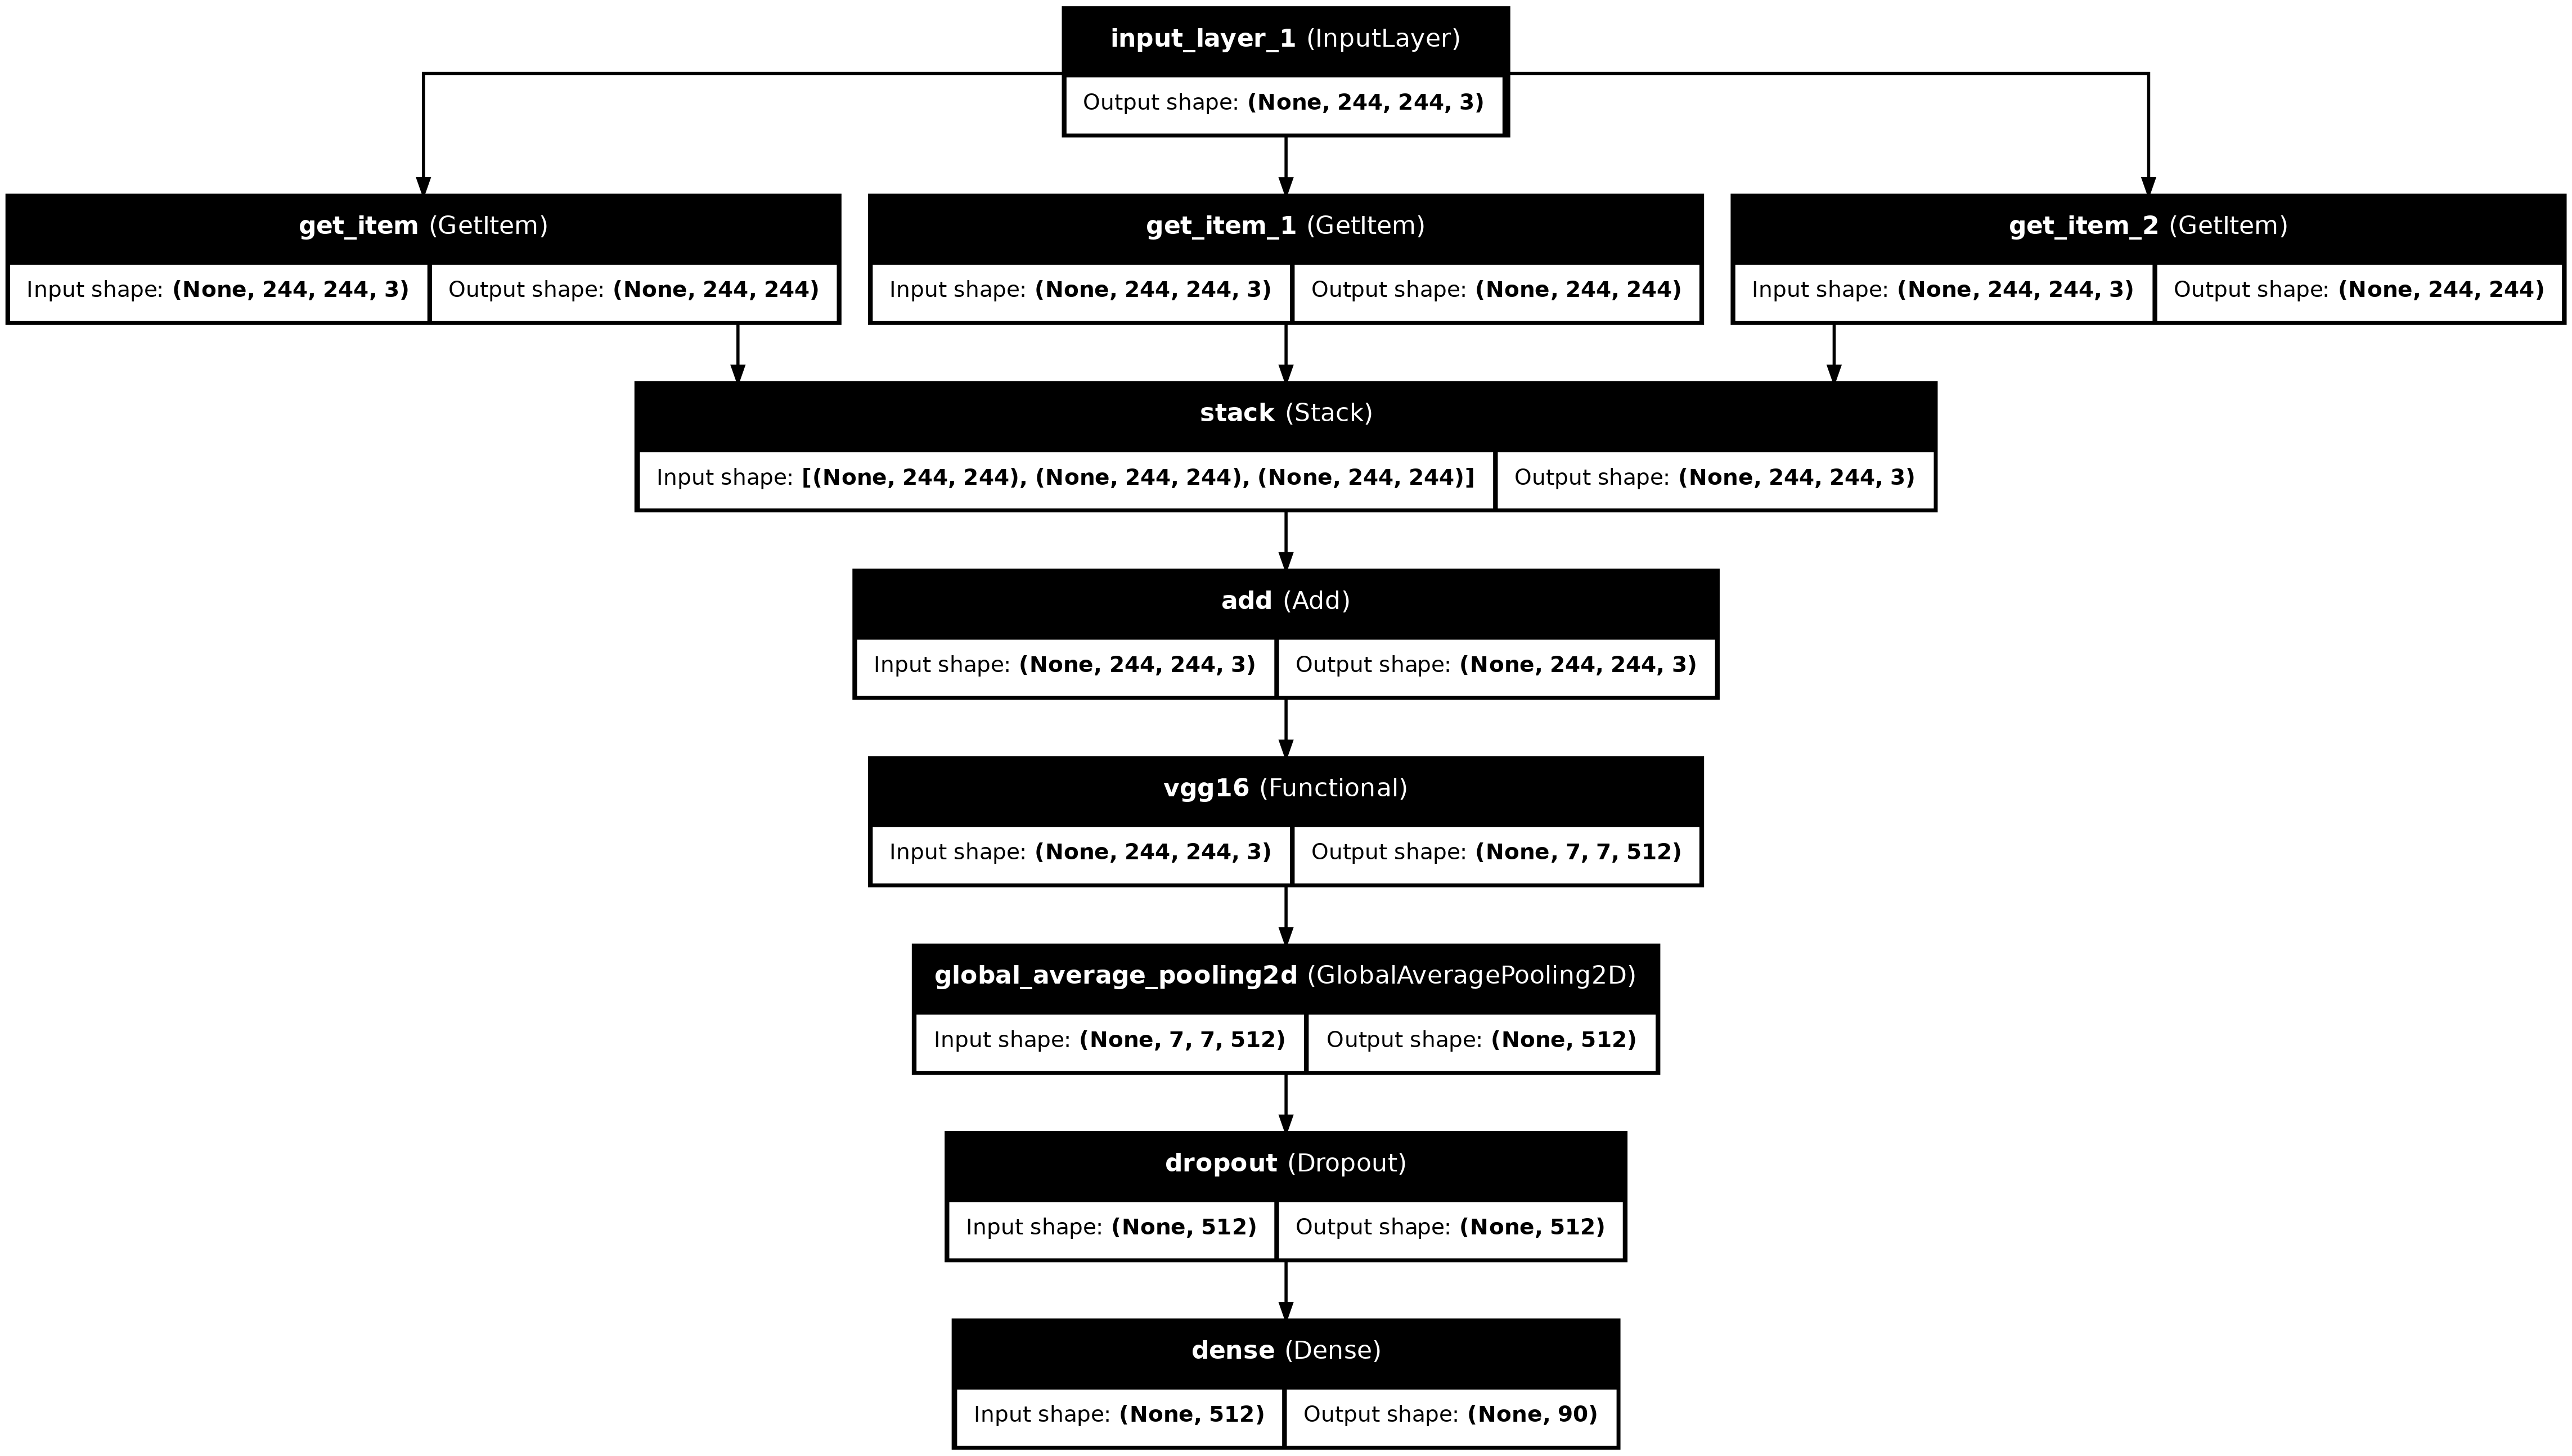 input_layer_1 (InputLayer)
Output shape: (None, 244, 244, 3)
get_item (GetItem)
Input shape: (None, 244, 244, 3) Output shape: (None, 244, 244)
get_item_1 (GetItem)
Input shape: (None, 244, 244, 3) Output shape: (None, 244, 244)
get_item_2 (GetItem)
Input shape: (None, 244, 244, 3) Output shape: (None, 244, 244)
stack (Stack)
Input shape: [(None, 244, 244), (None, 244, 244), (None, 244, 244)] Output shape: (None, 244, 244, 3)
add (Add)
Input shape: (None, 244, 244, 3) Output shape: (None, 244, 244, 3)
vgg16 (Functional)
Input shape: (None, 244, 244, 3) Output shape: (None, 7, 7, 512)
global_average_pooling2d (GlobalAveragePooling2D)
Input shape: (None, 7, 7, 512) Output shape: (None, 512)
dropout (Dropout)
Input shape: (None, 512) Output shape: (None, 512)
dense (Dense)
Input shape: (None, 512) Output shape: (None, 90)